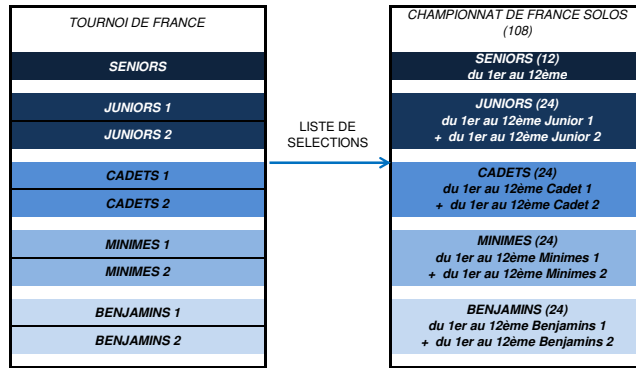 TOURNOI DE FRANCE
SENIORS
JUNIORS 1
JUNIORS 2
CADETS 1
CADETS 2
MINIMES 1
MINIMES 2
BENJAMINS 1
BENJAMINS 2
LISTE DE
SELECTIONS
CHAMPIONNAT DE FRANCE SOLOS
(108)
SENIORS (12)
du 1er au 12ème
JUNIORS (24)
du 1er au 12ème Junior 1
+ du 1er au 12ème Junior 2
CADETS (24)
du 1er au 12ème Cadet 1
+ du 1er au 12ème Cadet 2
MINIMES (24)
du 1er au 12ème Minimes 1
+ du 1er au 12ème Minimes 2
BENJAMINS (24)
du 1er au 12ème Benjamins 1
+ du 1er au 12ème Benjamins 2